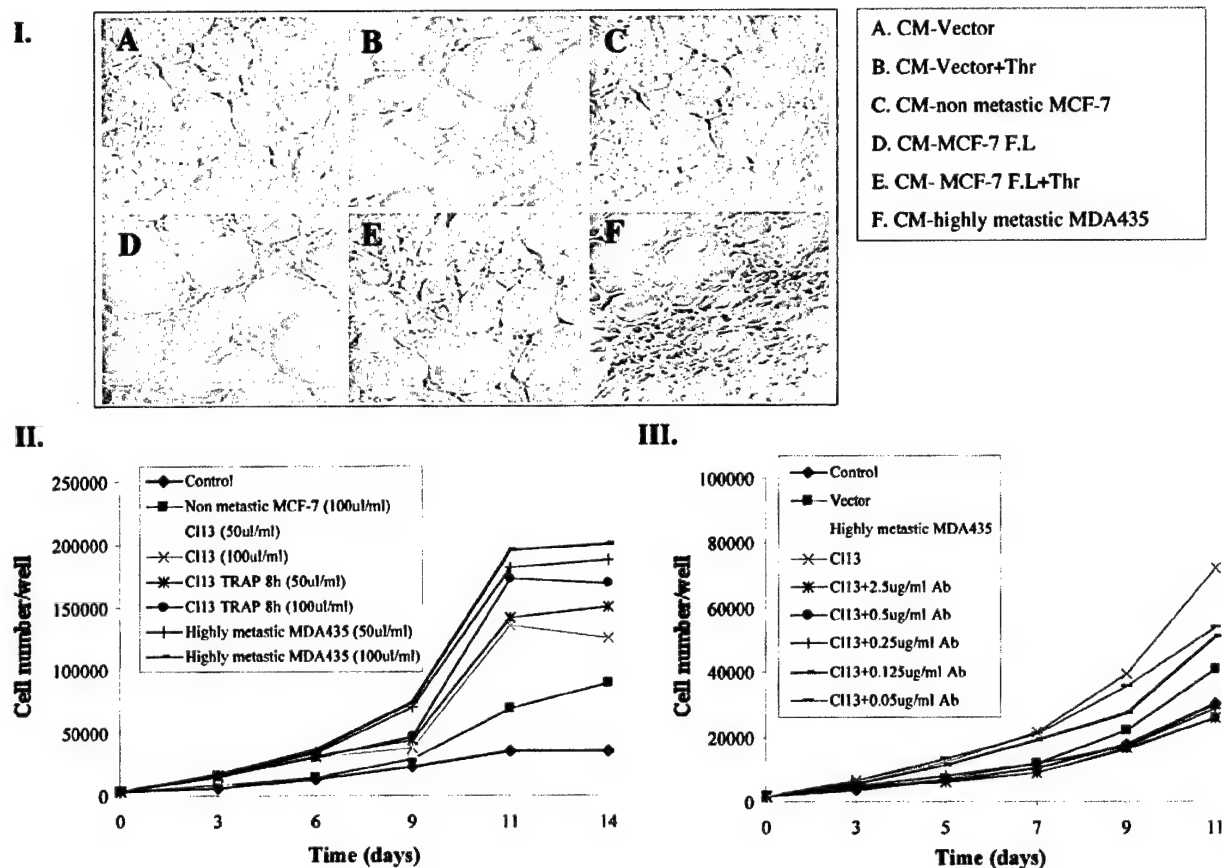 I.
A
B
C
D
E
F
A. CM-Vector
B. CM-Vector+Thr
C. CM-non metastic MCF-7
D. CM-MCF-7 F.L
E. CM- MCF-7 F.L+Thr
F. CM-highly metastic MDA435
II.
Cell number/well
250000
200000
150000
100000
50000
0
Control
Non metastic MCF-7 (100ul/ml)
Cl13 (50ul/ml)
Cl13 (100ul/ml)
Cl13 TRAP 8h (50ul/ml)
Cl13 TRAP 8h (100ul/ml)
Highly metastic MDA435 (50ul/ml)
Highly metastic MDA435 (100ul/ml)
0 3 6 9 11 14
Time (days)
III.
Cell number/well
100000
80000
60000
40000
20000
0
Control
Vector
Highly metastic MDA435
Cl13
Cl13+2.5ug/ml Ab
Cl13+0.5ug/ml Ab
Cl13+0.25ug/ml Ab
Cl13+0.125ug/ml Ab
Cl13+0.05ug/ml Ab
0 3 5 7 9 11
Time (days)